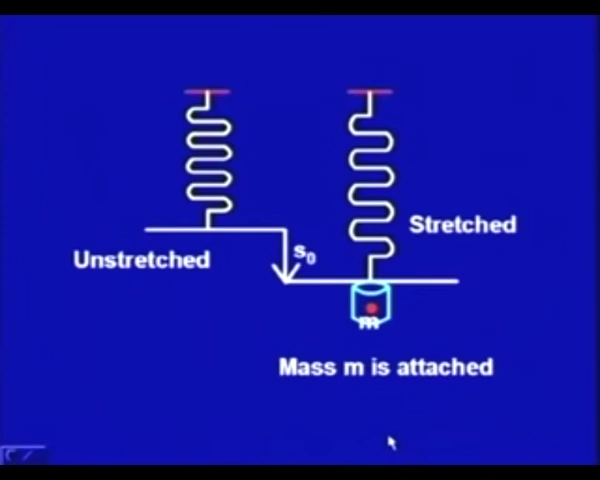 Stretched
s₀
Unstretched
m
Mass m is attached